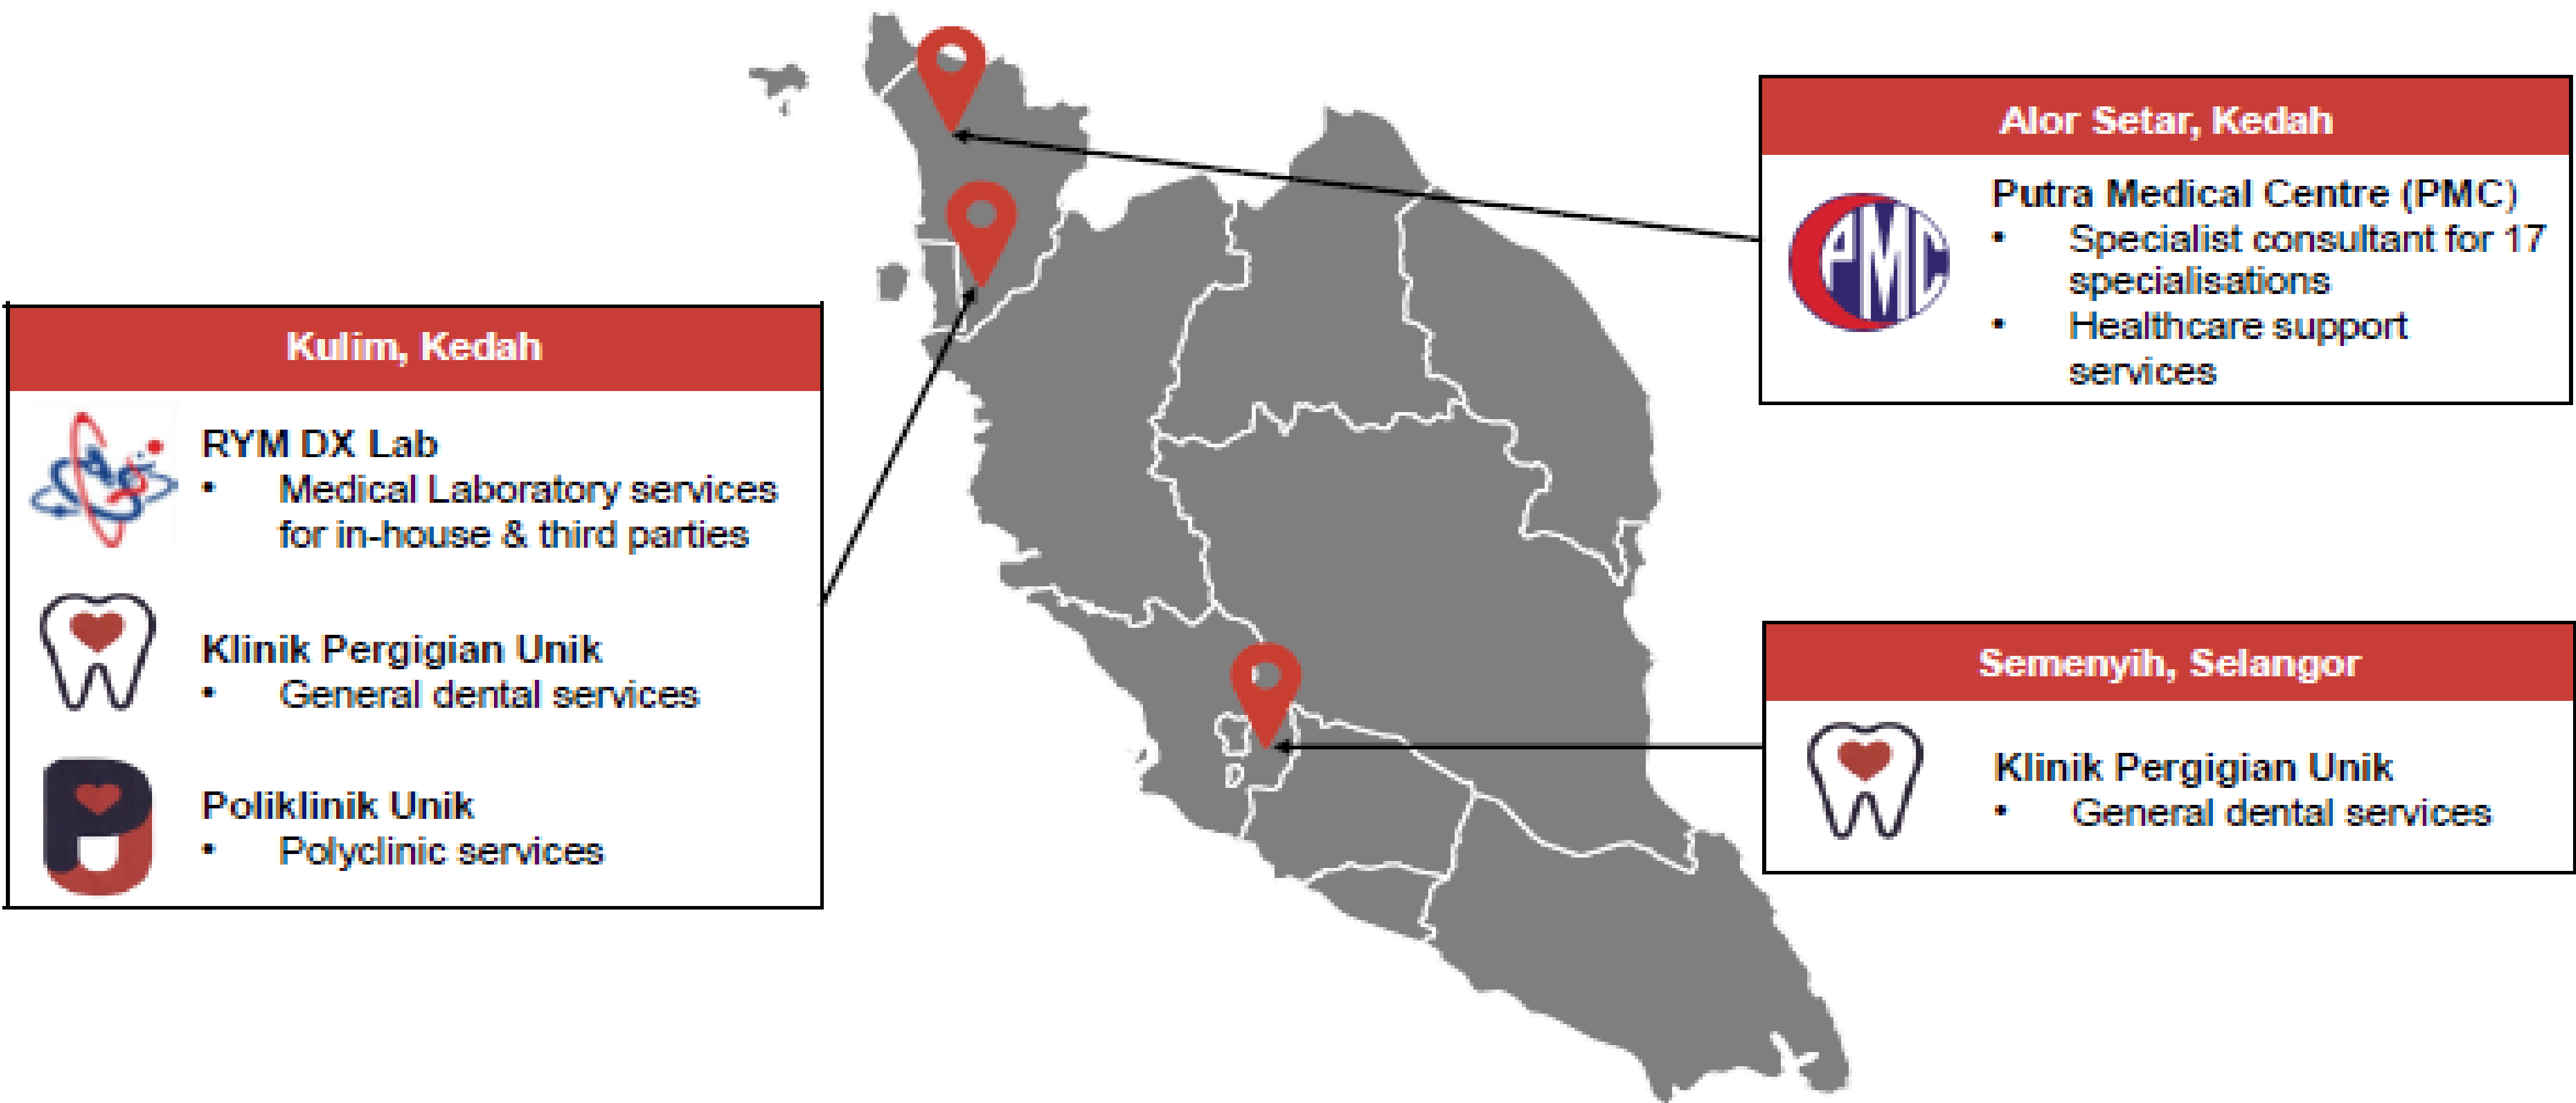 Alor Setar, Kedah
PMC
Putra Medical Centre (PMC)
• Specialist consultant for 17
specialisations
• Healthcare support
services
Kulim, Kedah
RYM DX Lab
• Medical Laboratory services
for in-house & third parties
Klinik Pergigian Unik
• General dental services
Poliklinik Unik
• Polyclinic services
Semenyih, Selangor
Klinik Pergigian Unik
• General dental services